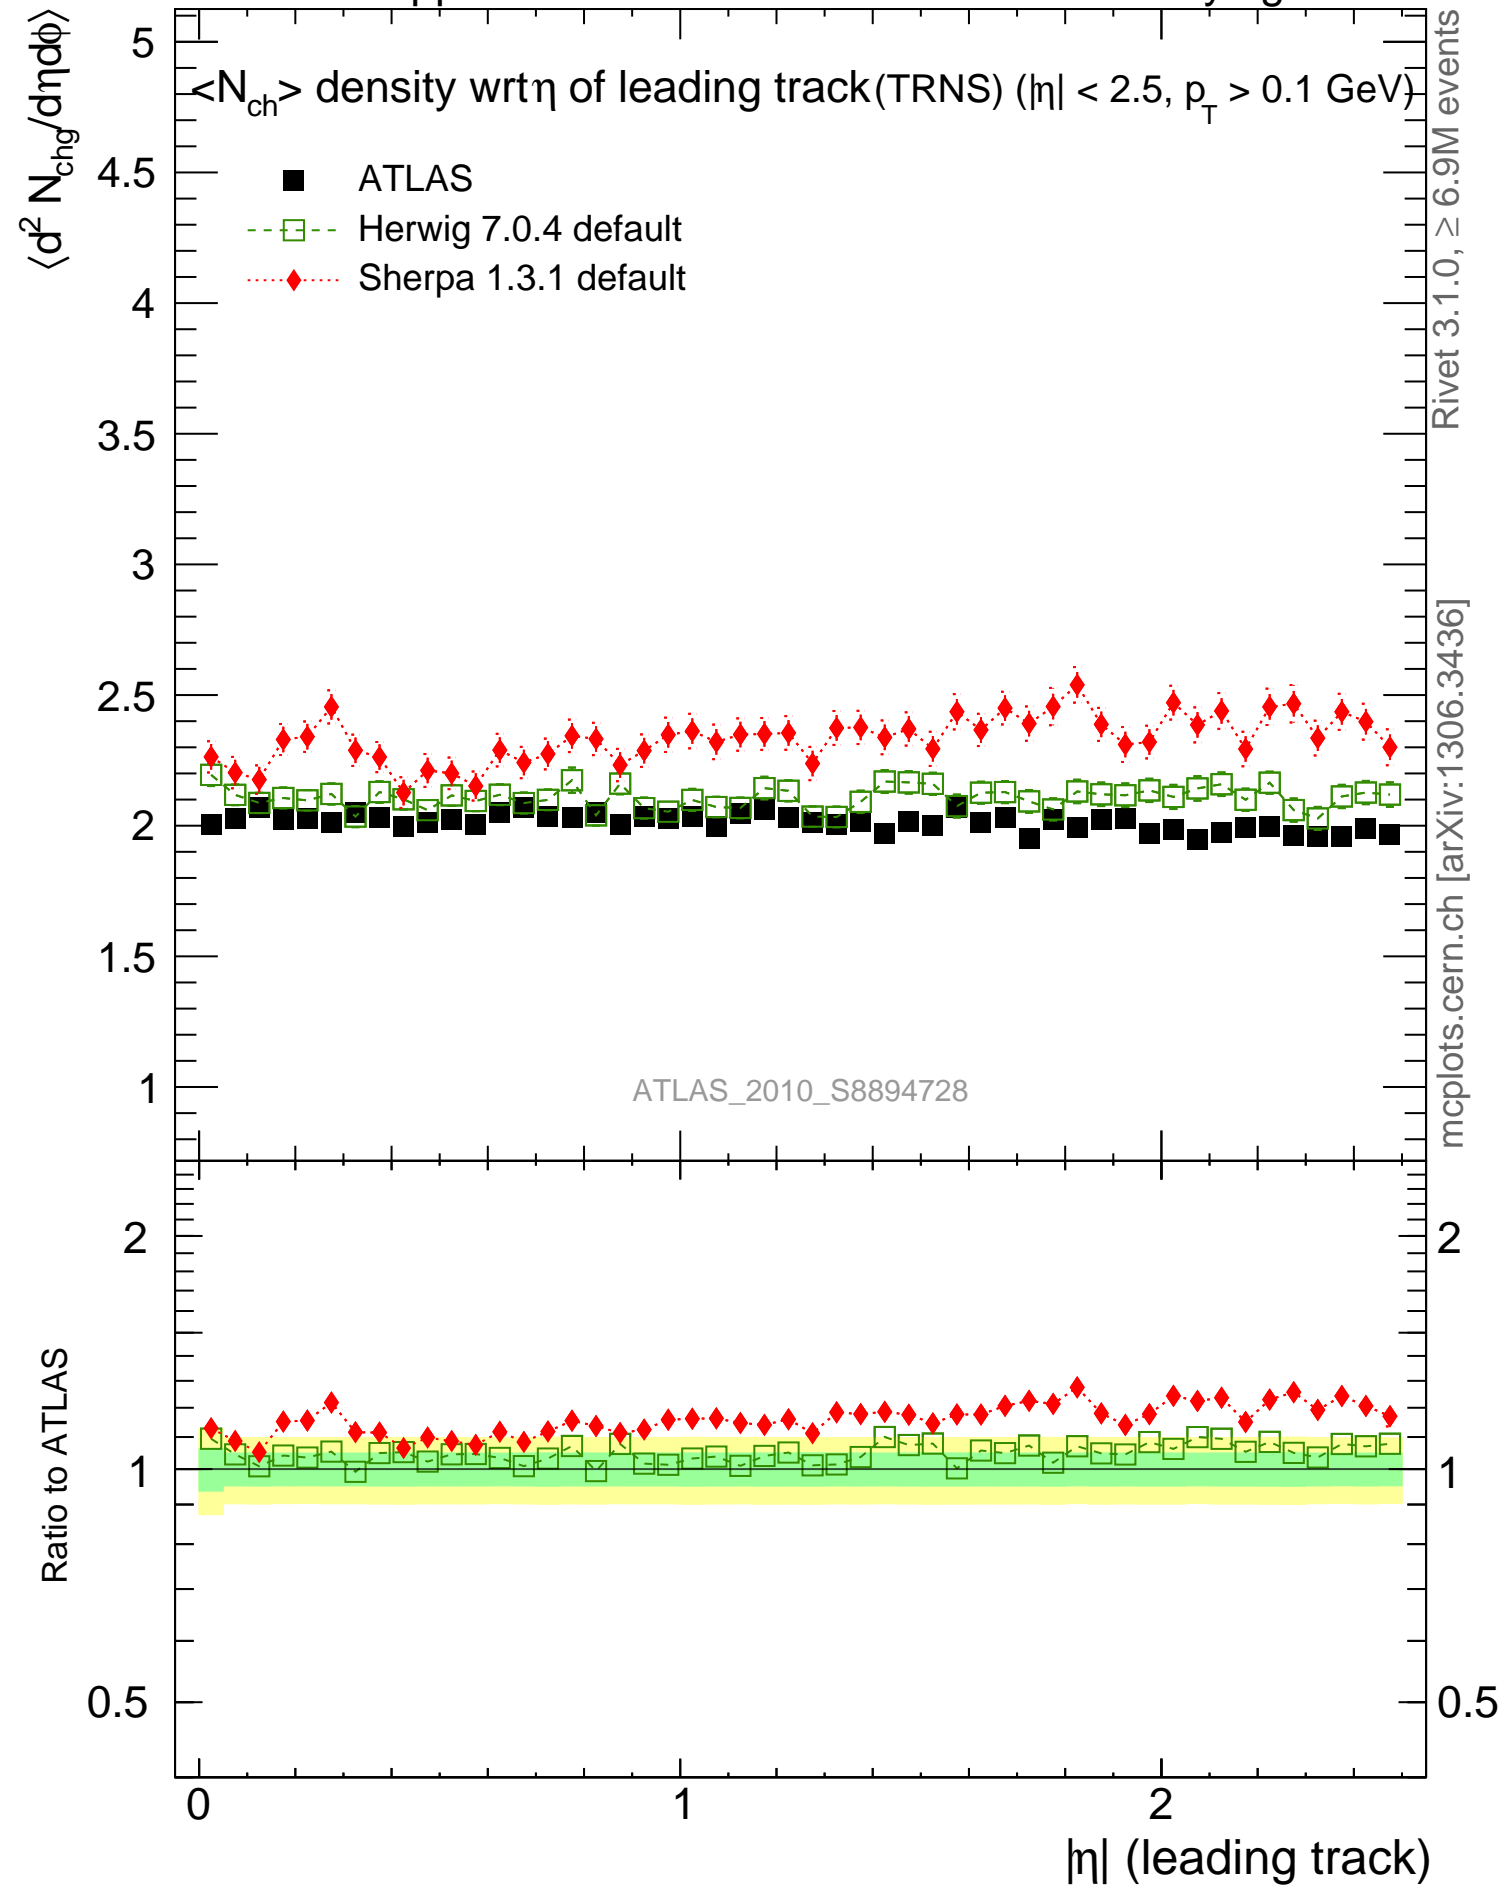 <N_ch> density wrt η of leading track (TRNS) (|η| < 2.5, p_T > 0.1 GeV)
⟨d² N_chg/dηdφ⟩
ATLAS
Herwig 7.0.4 default
Sherpa 1.3.1 default
5
4.5
4
3.5
3
2.5
2
1.5
1
ATLAS_2010_S8894728
Rivet 3.1.0, ≥ 6.9M events
mcplots.cern.ch [arXiv:1306.3436]
Ratio to ATLAS
2
1
0.5
2
1
0.5
0
1
2
|η| (leading track)